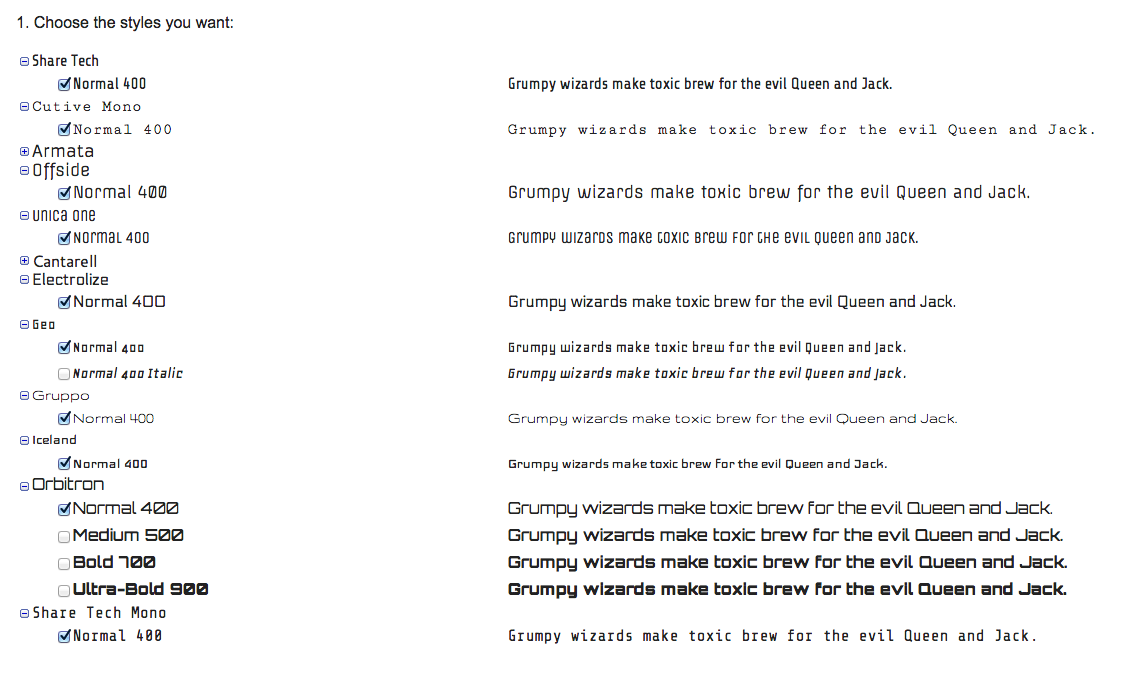 1. Choose the styles you want:
Share Tech
Normal 400 Grumpy wizards make toxic brew for the evil Queen and Jack.
Cutive Mono
Normal 400 Grumpy wizards make toxic brew for the evil Queen and Jack.
Armata
Offside
Normal 400 Grumpy wizards make toxic brew for the evil Queen and Jack.
Unica One
Normal 400 Grumpy wizards make toxic brew for the evil Queen and Jack.
Cantarell
Electrolize
Normal 400 Grumpy wizards make toxic brew for the evil Queen and Jack.
Geo
Normal 400 Grumpy wizards make toxic brew for the evil Queen and Jack.
Normal 400 Italic Grumpy wizards make toxic brew for the evil Queen and Jack.
Gruppo
Normal 400 Grumpy wizards make toxic brew for the evil Queen and Jack.
Iceland
Normal 400 Grumpy wizards make toxic brew for the evil Queen and Jack.
Orbitron
Normal 400 Grumpy wizards make toxic brew for the evil Queen and Jack.
Medium 500 Grumpy wizards make toxic brew for the evil Queen and Jack.
Bold 700 Grumpy wizards make toxic brew for the evil Queen and Jack.
Ultra-Bold 900 Grumpy wizards make toxic brew for the evil Queen and Jack.
Share Tech Mono
Normal 400 Grumpy wizards make toxic brew for the evil Queen and Jack.